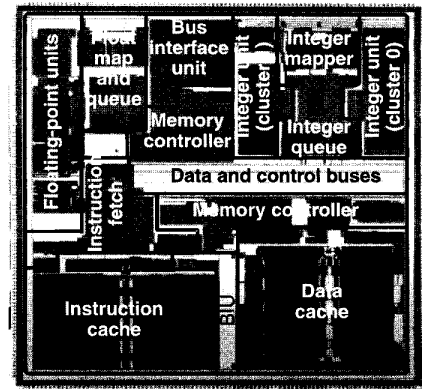 Floating-point units
Float
map
and
queue
Bus
interface
unit
Memory
controller
Integer unit
(cluster 1)
Integer
mapper
Integer
queue
Integer unit
(cluster 0)
Data and control buses
Instruction
fetch
Memory controller
Instruction
cache
BIU
Data
cache